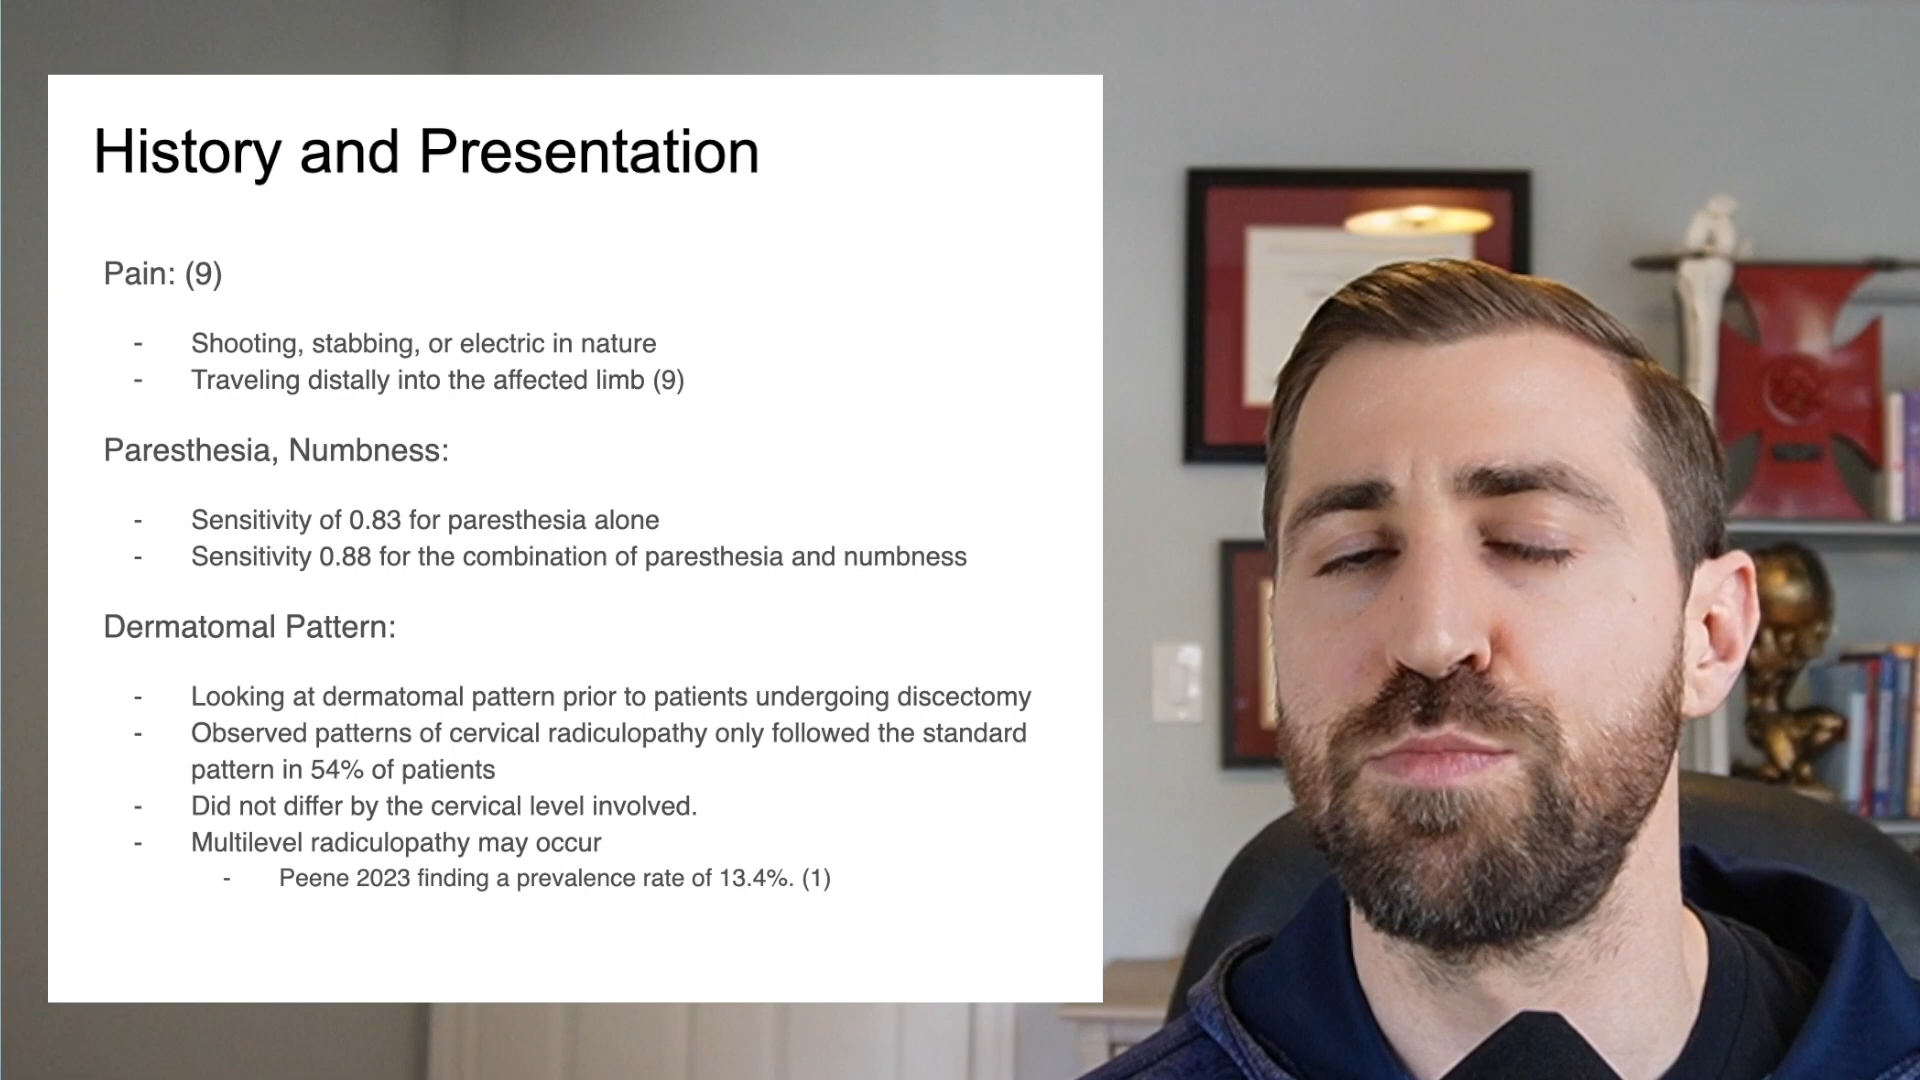 History and Presentation
Pain: (9)
- Shooting, stabbing, or electric in nature
- Traveling distally into the affected limb (9)
Paresthesia, Numbness:
- Sensitivity of 0.83 for paresthesia alone
- Sensitivity 0.88 for the combination of paresthesia and numbness
Dermatomal Pattern:
- Looking at dermatomal pattern prior to patients undergoing discectomy
- Observed patterns of cervical radiculopathy only followed the standard
pattern in 54% of patients
- Did not differ by the cervical level involved.
- Multilevel radiculopathy may occur
- Peene 2023 finding a prevalence rate of 13.4%. (1)